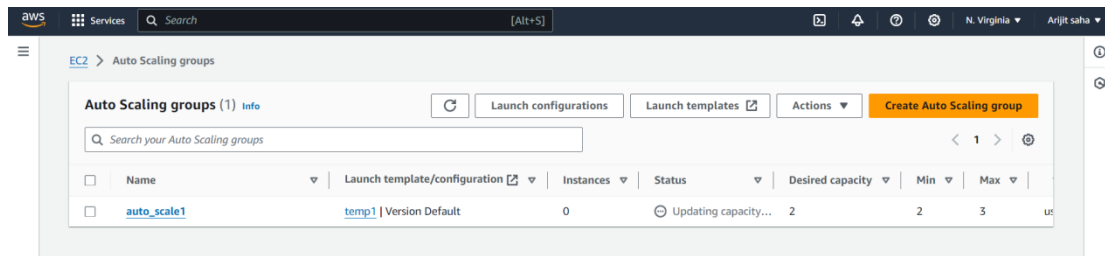 aws Services Search [Alt+S] N. Virginia Arijit saha
EC2 > Auto Scaling groups
Auto Scaling groups (1) Info Launch configurations Launch templates Actions Create Auto Scaling group
Search your Auto Scaling groups < 1 >
Name Launch template/configuration Instances Status Desired capacity Min Max
auto_scale1 temp1 | Version Default 0 Updating capacity... 2 2 3